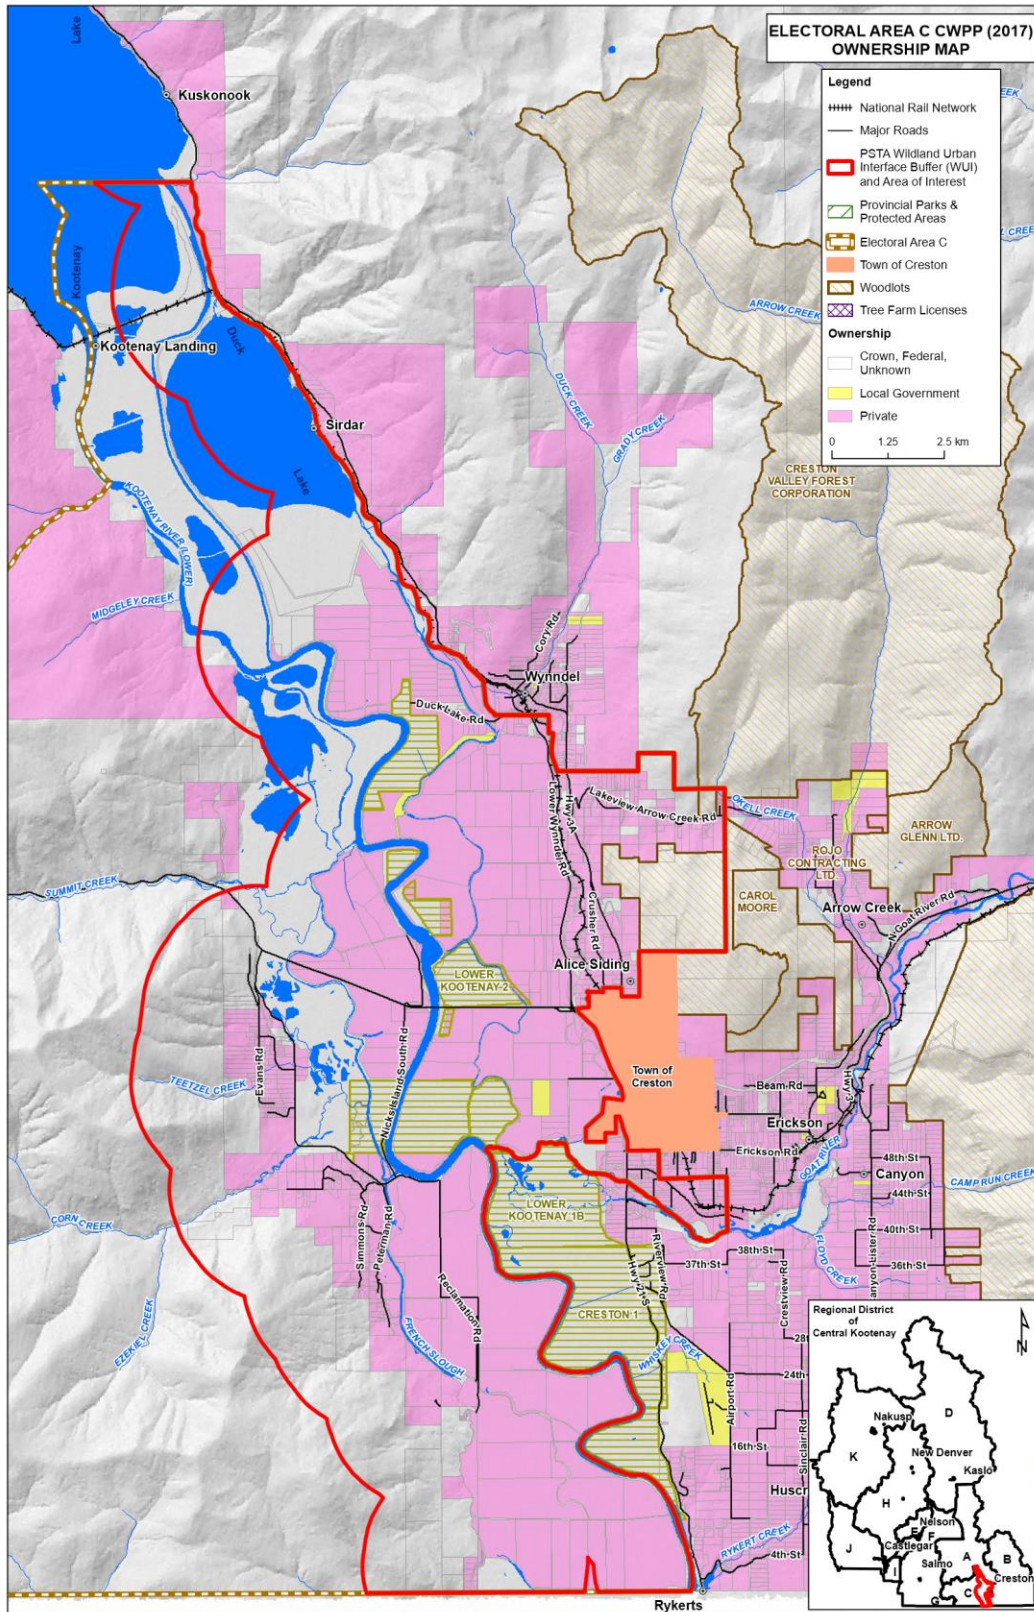 ELECTORAL AREA C CWPP (2017)
OWNERSHIP MAP
Legend
National Rail Network
Major Roads
PSTA Wildland Urban
Interface Buffer (WUI)
and Area of Interest
Provincial Parks &
Protected Areas
Electoral Area C
Town of Creston
Woodlots
Tree Farm Licenses
Ownership
Crown, Federal,
Unknown
Local Government
Private
0 1.25 2.5 km
Lake
Kuskonook
Kootenay
Kootenay Landing
Duck
Lake
Sirdar
ARROW CREEK
DUCK CREEK
GRADY CREEK
CRESTON
VALLEY FOREST
CORPORATION
KOOTENAY RIVER (LOWER)
MIDGELEY CREEK
Cory Rd
Wynndel
Duck Lake Rd
Lower Wynndel Rd
Hwy 3A
Lakeview Arrow Creek Rd
OKELL CREEK
ARROW
GLENN LTD.
ROJO
CONTRACTING
LTD.
CAROL
MOORE
Arrow Creek
N Goat River Rd
SUMMIT CREEK
Crusher Rd
Alice Siding
LOWER
KOOTENAY 2
Nicks Island South Rd
Evans Rd
TEETZEL CREEK
Town of
Creston
Beam Rd
Hwy 3
Erickson
Erickson Rd
GOAT RIVER
48th St
Canyon
44th St
CAMP RUN CREEK
CORN CREEK
LOWER
KOOTENAY 1B
40th St
36th St
38th St
37th St
FLOYD CREEK
anyon-Lister Rd
Simmons Rd
Peterman Rd
Reclamation Rd
Riverview Rd
Hwy 21 S
Crestview Rd
CRESTON 1
EZEKIEL CREEK
FRENCH SLOUGH
WHISKEY CREEK
28th
24th
Airport Rd
16th St
Sinclair Rd
Huscr
RYKERT CREEK
4th St
Rykerts
Regional District
of
Central Kootenay
N
Nakusp
D
K
New Denver
Kaslo
H
Nelson
E
F
Castlegar
J
I
Salmo
A
B
Creston
C
G